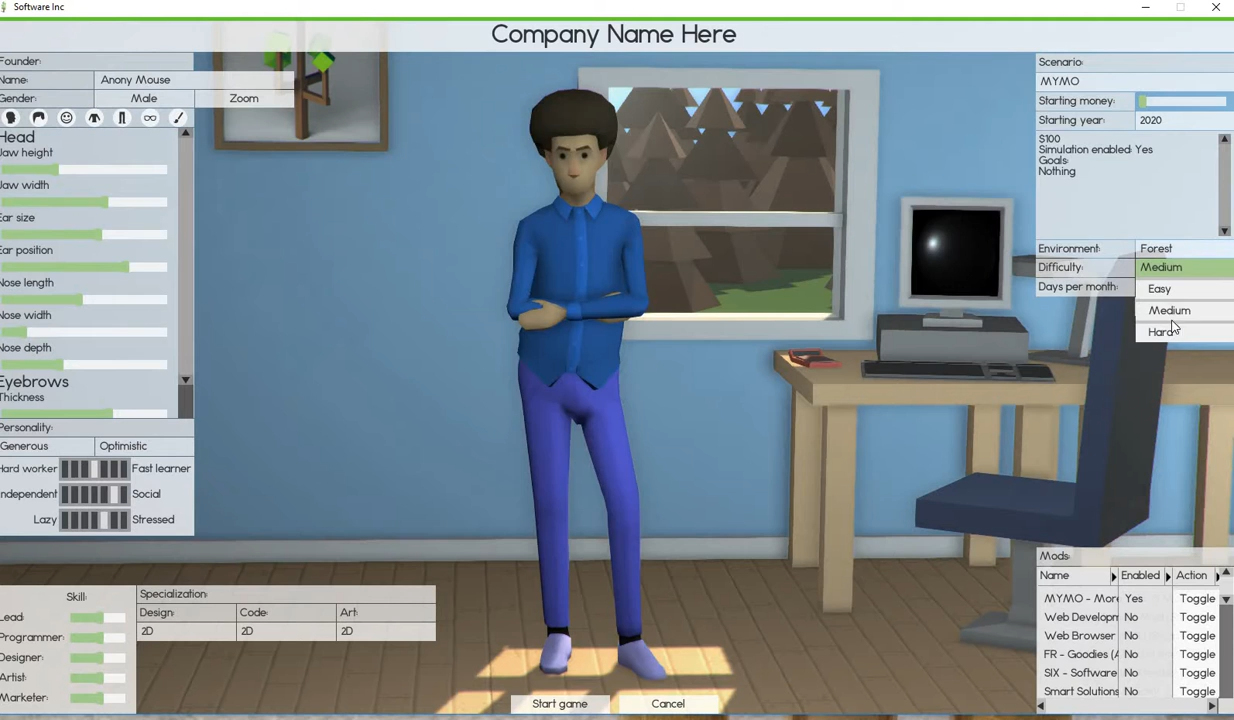 Software Inc
Company Name Here
Founder:
Name: Anony Mouse
Gender: Male Zoom
Head
Jaw height
Jaw width
Ear size
Ear position
Nose length
Nose width
Nose depth
Eyebrows
Thickness
Personality:
Generous Optimistic
Hard worker Fast learner
Independent Social
Lazy Stressed
Skill:
Lead:
Programmer:
Designer:
Artist:
Marketer:
Specialization:
Design: Code: Art:
2D 2D 2D
Start game Cancel
Scenario:
MYMO
Starting money:
Starting year: 2020
$100
Simulation enabled: Yes
Goals:
Nothing
Environment: Forest
Difficulty: Medium
Days per month:
Easy
Medium
Hard
Mods:
Name Enabled Action
MYMO - More Yes Toggle
Web Developm No Toggle
Web Browser No Toggle
FR - Goodies (A No Toggle
SIX - Software No Toggle
Smart Solutions No Toggle